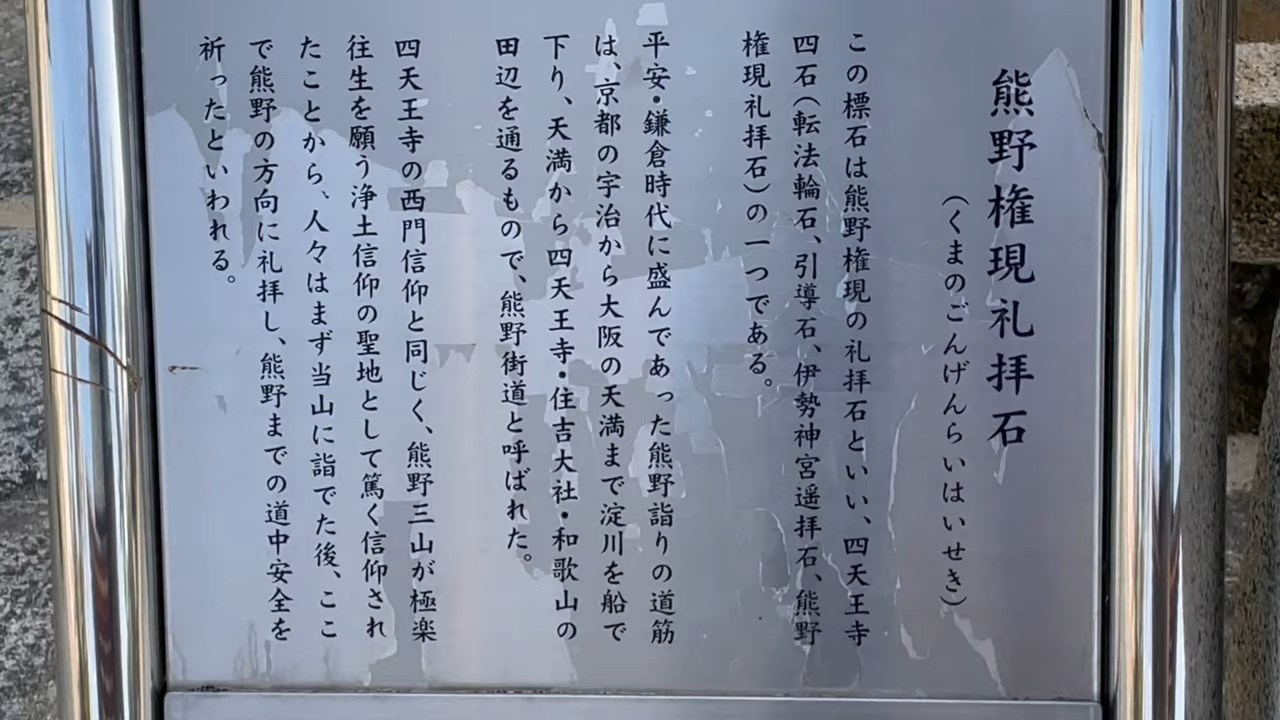 熊野権現礼拝石
(くまのごんげんらいはいせき)
この標石は熊野権現の礼拝石といい、四天王寺
四石(転法輪石、引導石、伊勢神宮遥拝石、熊野
権現礼拝石)の一つである。
平安・鎌倉時代に盛んであった熊野詣りの道筋
は、京都の宇治から大阪の天満まで淀川を船で
下り、天満から四天王寺・住吉大社・和歌山の
田辺を通るもので、熊野街道と呼ばれた。
四天王寺の西門信仰と同じく、熊野三山が極楽
往生を願う浄土信仰の聖地として篤く信仰され
たことから、人々はまず当山に詣でた後、ここ
で熊野の方向に礼拝し、熊野までの道中安全を
祈ったといわれる。